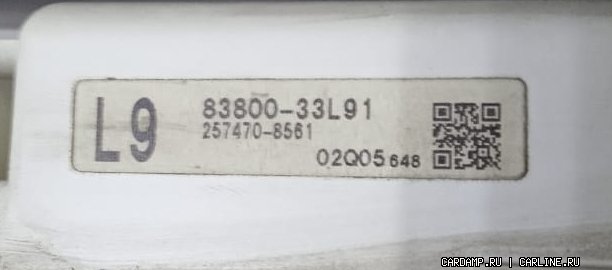 L9
83800-33L91
257470-8561
02Q05 648
CARDAMP.RU | CARLINE.RU